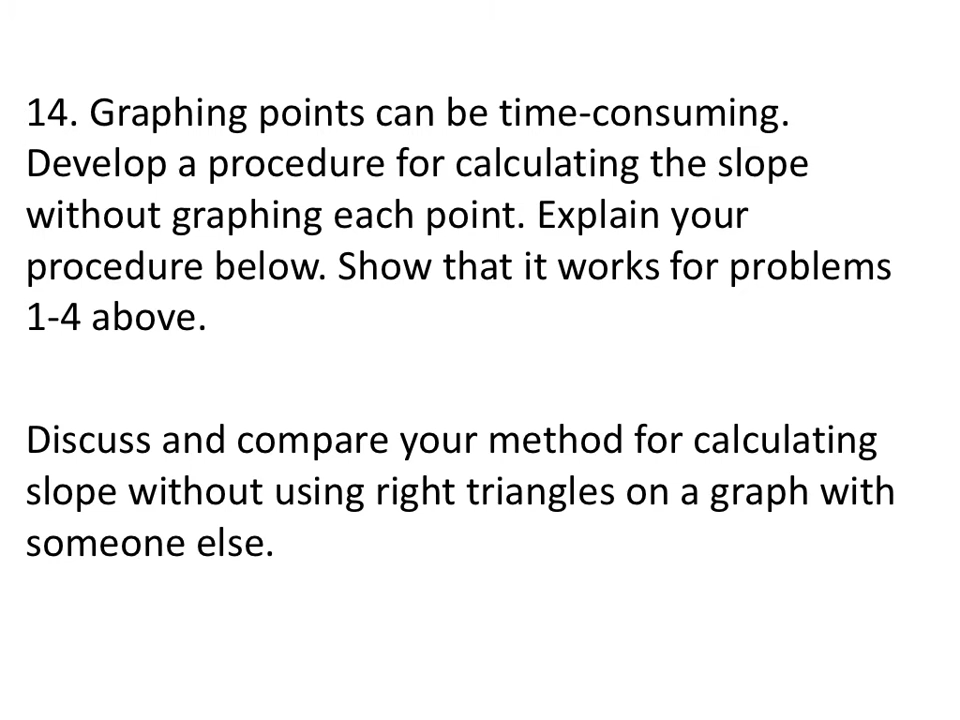 14. Graphing points can be time-consuming.
Develop a procedure for calculating the slope
without graphing each point. Explain your
procedure below. Show that it works for problems
1-4 above.
Discuss and compare your method for calculating
slope without using right triangles on a graph with
someone else.